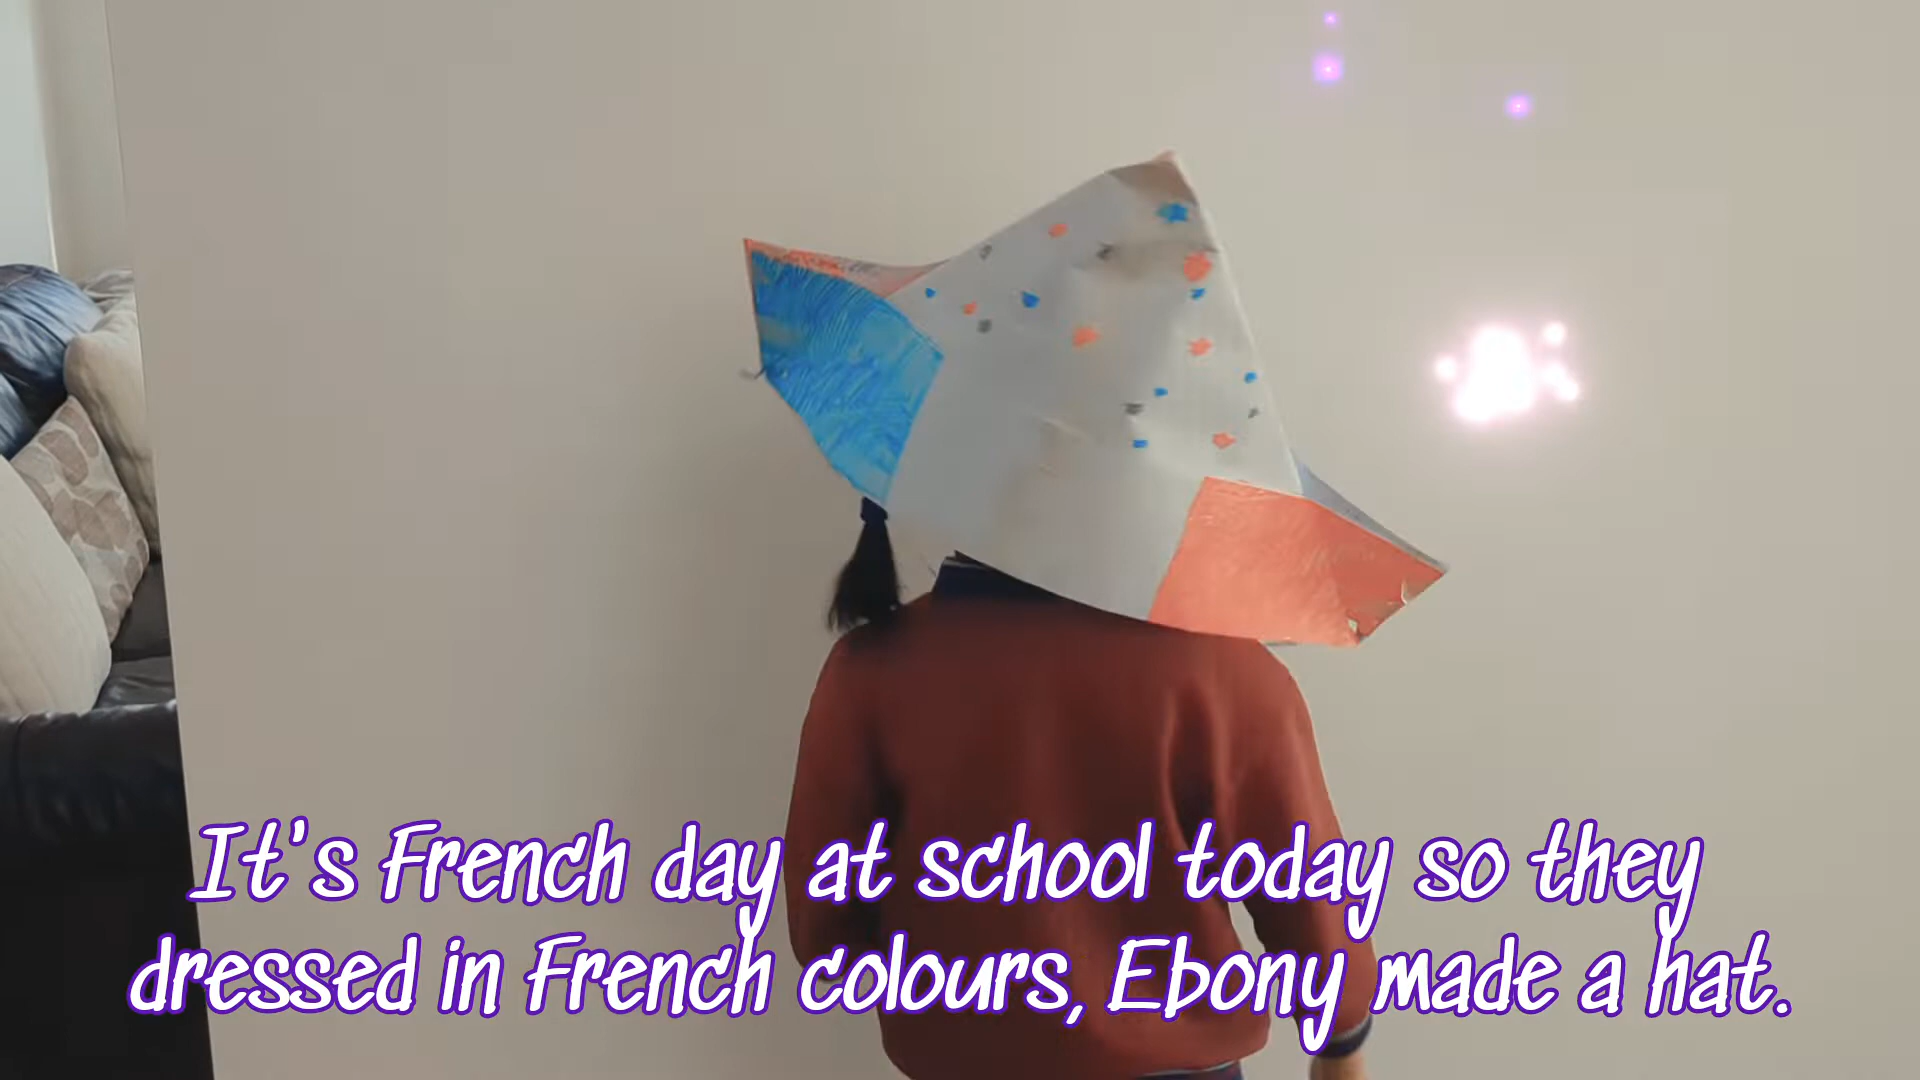 It's French day at school today so they
dressed in French colours, Ebony made a hat.